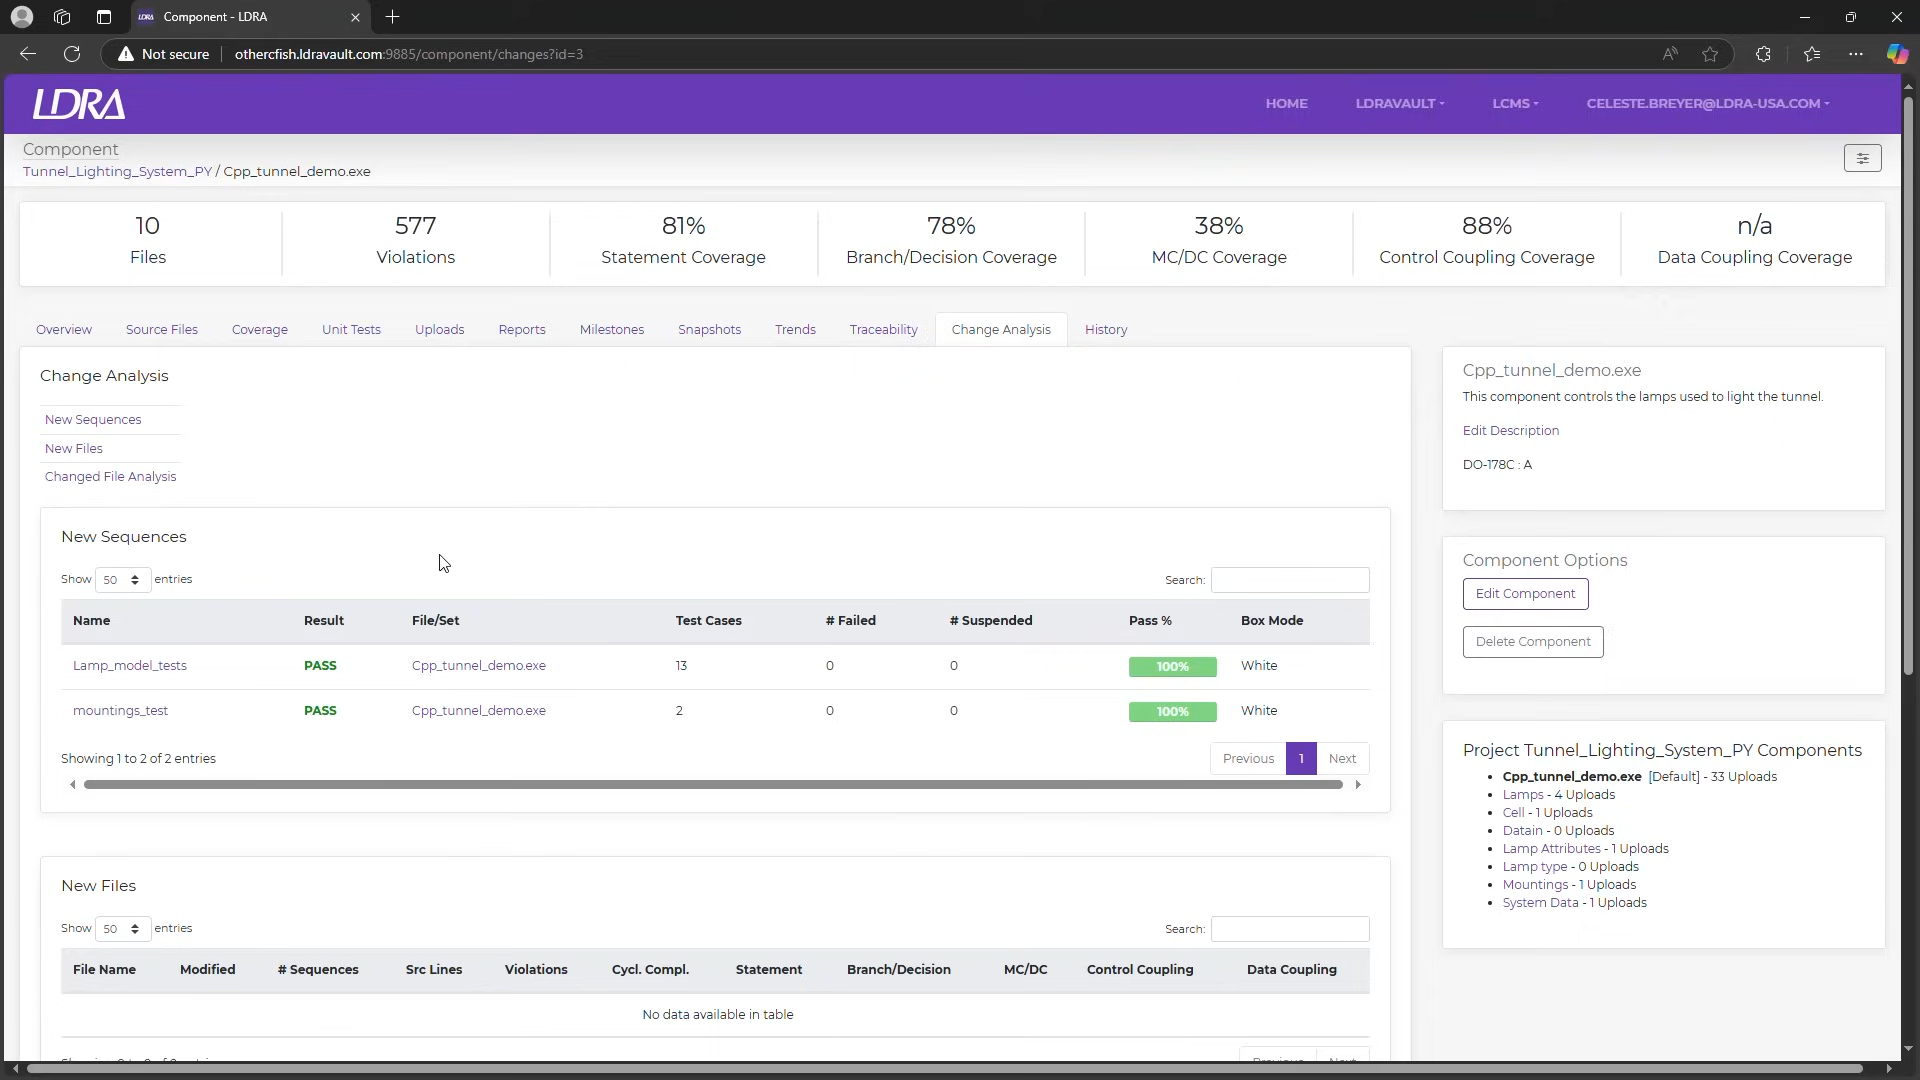 LDRA Component - LDRA
Not secure othercfish.ldravault.com:9885/component/changes?id=3
LDRA HOME LDRAVAULT LCMS CELESTE.BREYER@LDRA-USA.COM
Component
Tunnel_Lighting_System_PY / Cpp_tunnel_demo.exe
10 577 81% 78% 38% 88% n/a
Files Violations Statement Coverage Branch/Decision Coverage MC/DC Coverage Control Coupling Coverage Data Coupling Coverage
Overview Source Files Coverage Unit Tests Uploads Reports Milestones Snapshots Trends Traceability Change Analysis History
Change Analysis
New Sequences
New Files
Changed File Analysis
New Sequences
Show 50 entries Search:
Name Result File/Set Test Cases # Failed # Suspended Pass % Box Mode
Lamp_model_tests PASS Cpp_tunnel_demo.exe 13 0 0 100% White
mountings_test PASS Cpp_tunnel_demo.exe 2 0 0 100% White
Showing 1 to 2 of 2 entries Previous 1 Next
New Files
Show 50 entries Search:
File Name Modified # Sequences Src Lines Violations Cycl. Compl. Statement Branch/Decision MC/DC Control Coupling Data Coupling
No data available in table
Previous Next
Cpp_tunnel_demo.exe
This component controls the lamps used to light the tunnel.
Edit Description
DO-178C : A
Component Options
Edit Component
Delete Component
Project Tunnel_Lighting_System_PY Components
Cpp_tunnel_demo.exe [Default] - 33 Uploads
Lamps - 4 Uploads
Cell - 1 Uploads
Datain - 0 Uploads
Lamp Attributes - 1 Uploads
Lamp type - 0 Uploads
Mountings - 1 Uploads
System Data - 1 Uploads